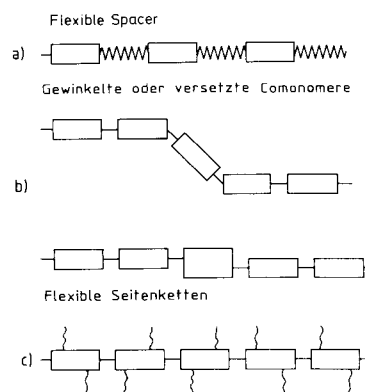 Flexible Spacer
a)
Gewinkelte oder versetzte Comonomere
b)
Flexible Seitenketten
c)